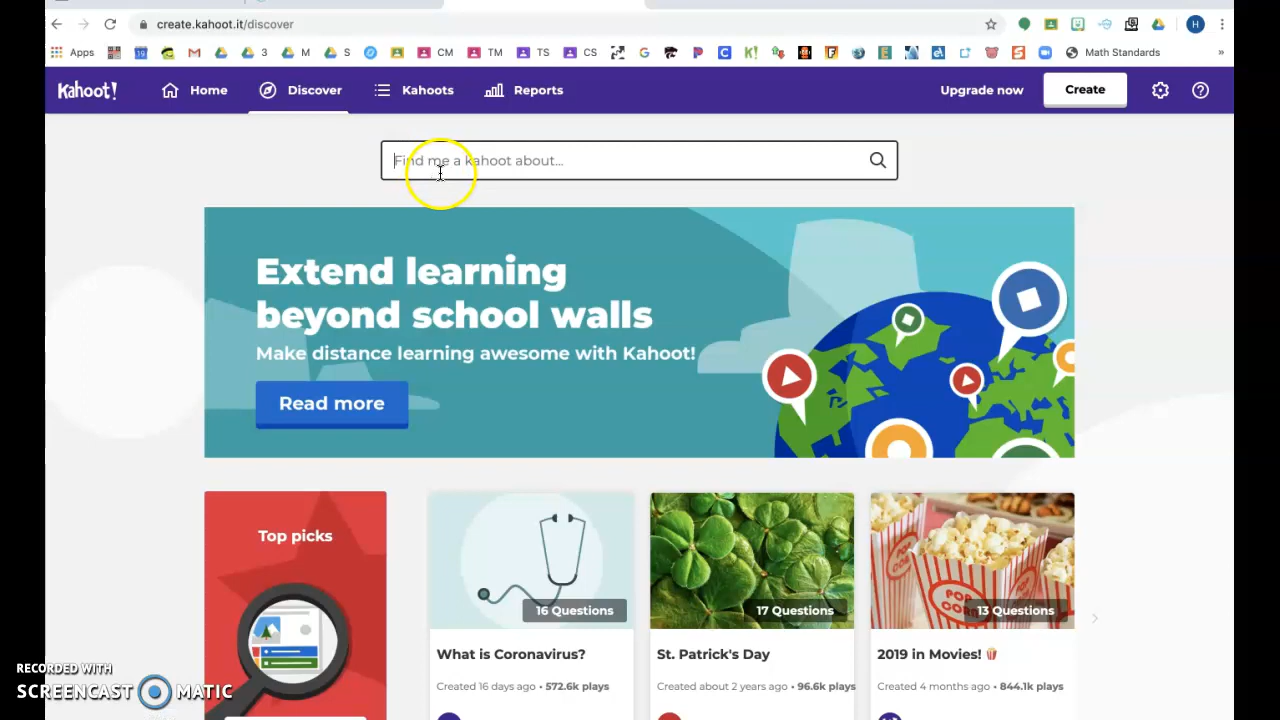 create.kahoot.it/discover
H
Apps
19
3
M
S
CM
TM
TS
CS
Math Standards
»
Kahoot!
Home
Discover
Kahoots
Reports
Upgrade now
Create
Find me a kahoot about...
Extend learning
beyond school walls
Make distance learning awesome with Kahoot!
Read more
Top picks
16 Questions
17 Questions
13 Questions
What is Coronavirus?
St. Patrick's Day
2019 in Movies! 🍿
Created 16 days ago • 572.6k plays
Created about 2 years ago • 96.6k plays
Created 4 months ago • 844.1k plays
RECORDED WITH
SCREENCAST MATIC